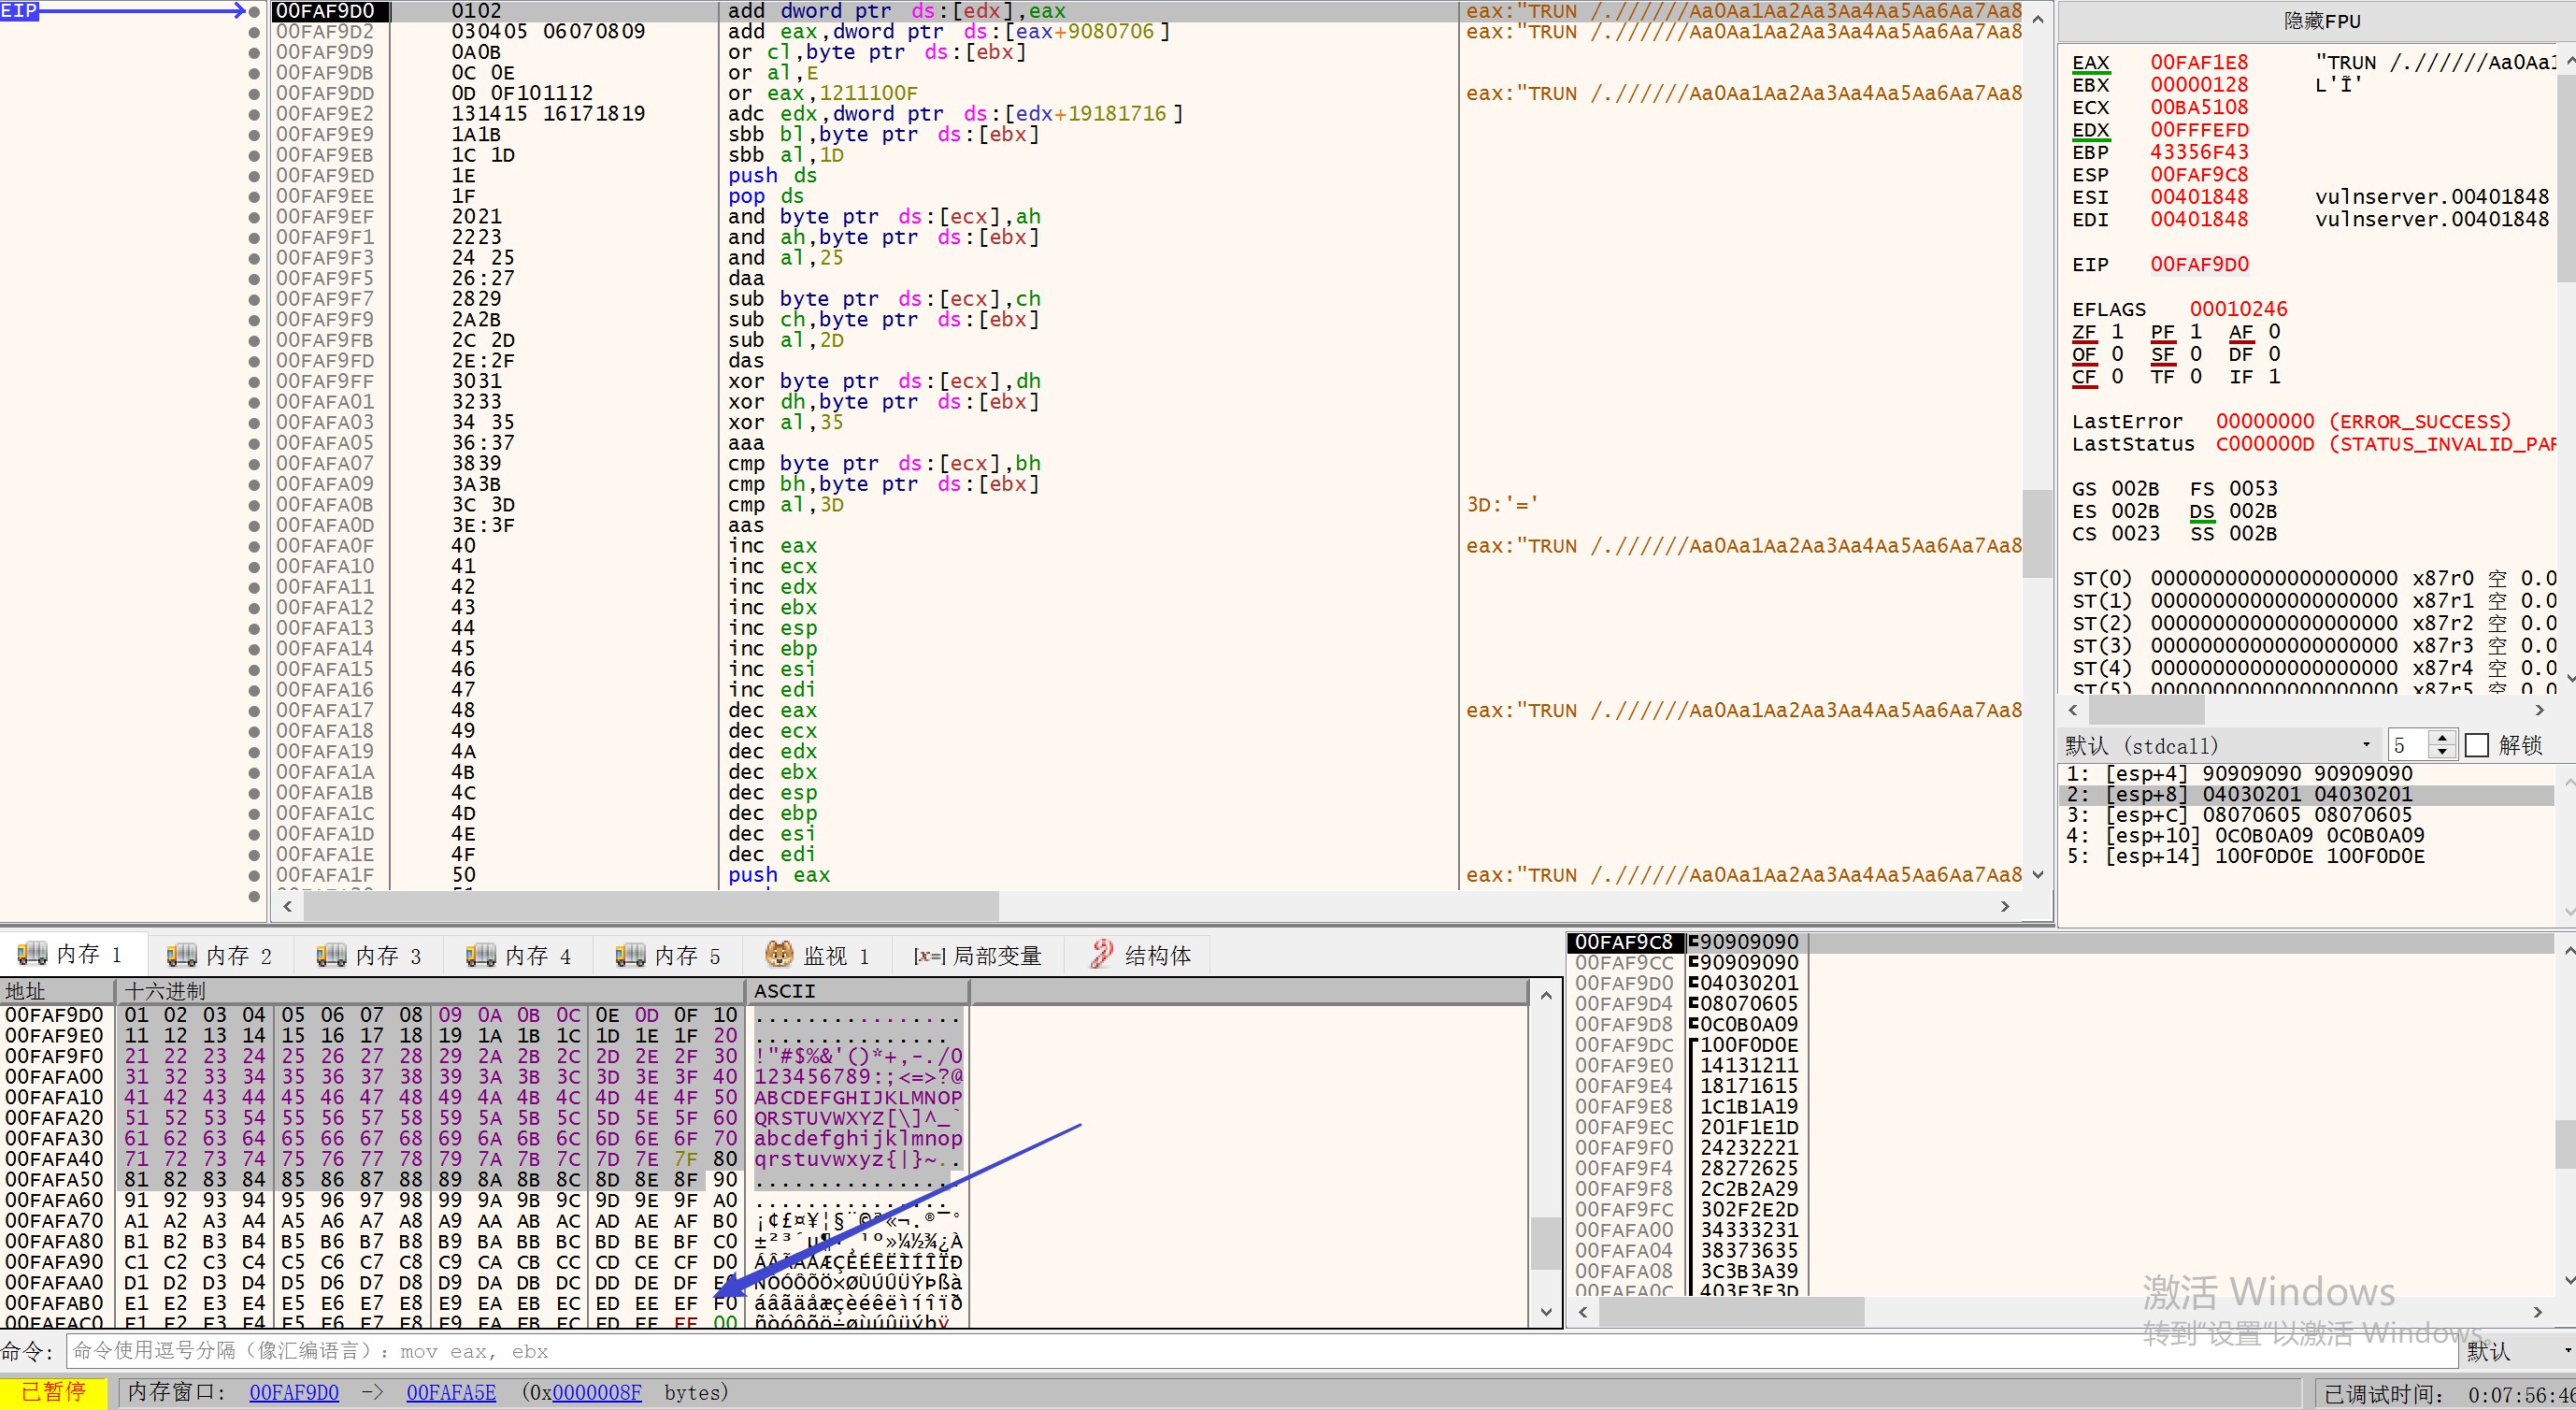 EIP
00FAF9D0 0102 add dword ptr ds:[edx],eax eax:"TRUN /.//////Aa0Aa1Aa2Aa3Aa4Aa5Aa6Aa7Aa8
00FAF9D2 030405 06070809 add eax,dword ptr ds:[eax+9080706] eax:"TRUN /.//////Aa0Aa1Aa2Aa3Aa4Aa5Aa6Aa7Aa8
00FAF9D9 0A0B or cl,byte ptr ds:[ebx]
00FAF9DB 0C 0E or al,E
00FAF9DD 0D 0F101112 or eax,1211100F eax:"TRUN /.//////Aa0Aa1Aa2Aa3Aa4Aa5Aa6Aa7Aa8
00FAF9E2 131415 16171819 adc edx,dword ptr ds:[edx+19181716]
00FAF9E9 1A1B sbb bl,byte ptr ds:[ebx]
00FAF9EB 1C 1D sbb al,1D
00FAF9ED 1E push ds
00FAF9EE 1F pop ds
00FAF9EF 2021 and byte ptr ds:[ecx],ah
00FAF9F1 2223 and ah,byte ptr ds:[ebx]
00FAF9F3 24 25 and al,25
00FAF9F5 26:27 daa
00FAF9F7 2829 sub byte ptr ds:[ecx],ch
00FAF9F9 2A2B sub ch,byte ptr ds:[ebx]
00FAF9FB 2C 2D sub al,2D
00FAF9FD 2E:2F das
00FAF9FF 3031 xor byte ptr ds:[ecx],dh
00FAFA01 3233 xor dh,byte ptr ds:[ebx]
00FAFA03 34 35 xor al,35
00FAFA05 36:37 aaa
00FAFA07 3839 cmp byte ptr ds:[ecx],bh
00FAFA09 3A3B cmp bh,byte ptr ds:[ebx]
00FAFA0B 3C 3D cmp al,3D 3D:'='
00FAFA0D 3E:3F aas
00FAFA0F 40 inc eax eax:"TRUN /.//////Aa0Aa1Aa2Aa3Aa4Aa5Aa6Aa7Aa8
00FAFA10 41 inc ecx
00FAFA11 42 inc edx
00FAFA12 43 inc ebx
00FAFA13 44 inc esp
00FAFA14 45 inc ebp
00FAFA15 46 inc esi
00FAFA16 47 inc edi
00FAFA17 48 dec eax eax:"TRUN /.//////Aa0Aa1Aa2Aa3Aa4Aa5Aa6Aa7Aa8
00FAFA18 49 dec ecx
00FAFA19 4A dec edx
00FAFA1A 4B dec ebx
00FAFA1B 4C dec esp
00FAFA1C 4D dec ebp
00FAFA1D 4E dec esi
00FAFA1E 4F dec edi
00FAFA1F 50 push eax eax:"TRUN /.//////Aa0Aa1Aa2Aa3Aa4Aa5Aa6Aa7Aa8
隐藏FPU
EAX 00FAF1E8 "TRUN /.//////Aa0Aa1
EBX 00000128 L'Ĩ'
ECX 00BA5108
EDX 00FFFEFD
EBP 43356F43
ESP 00FAF9C8
ESI 00401848 vulnserver.00401848
EDI 00401848 vulnserver.00401848
EIP 00FAF9D0
EFLAGS 00010246
ZF 1 PF 1 AF 0
OF 0 SF 0 DF 0
CF 0 TF 0 IF 1
LastError 00000000 (ERROR_SUCCESS)
LastStatus C000000D (STATUS_INVALID_PAR
GS 002B FS 0053
ES 002B DS 002B
CS 0023 SS 002B
ST(0) 00000000000000000000 x87r0 空 0.0
ST(1) 00000000000000000000 x87r1 空 0.0
ST(2) 00000000000000000000 x87r2 空 0.0
ST(3) 00000000000000000000 x87r3 空 0.0
ST(4) 00000000000000000000 x87r4 空 0.0
ST(5) 00000000000000000000 x87r5 空 0.0
默认 (stdcall) 5 解锁
1: [esp+4] 90909090 90909090
2: [esp+8] 04030201 04030201
3: [esp+C] 08070605 08070605
4: [esp+10] 0C0B0A09 0C0B0A09
5: [esp+14] 100F0D0E 100F0D0E
内存 1 内存 2 内存 3 内存 4 内存 5 监视 1 [x=] 局部变量 结构体
地址 十六进制 ASCII
00FAF9D0 01 02 03 04 05 06 07 08 09 0A 0B 0C 0E 0D 0F 10 ................
00FAF9E0 11 12 13 14 15 16 17 18 19 1A 1B 1C 1D 1E 1F 20 ...............
00FAF9F0 21 22 23 24 25 26 27 28 29 2A 2B 2C 2D 2E 2F 30 !"#$%&'()*+,-./0
00FAFA00 31 32 33 34 35 36 37 38 39 3A 3B 3C 3D 3E 3F 40 123456789:;<=>?@
00FAFA10 41 42 43 44 45 46 47 48 49 4A 4B 4C 4D 4E 4F 50 ABCDEFGHIJKLMNOP
00FAFA20 51 52 53 54 55 56 57 58 59 5A 5B 5C 5D 5E 5F 60 QRSTUVWXYZ[\]^_`
00FAFA30 61 62 63 64 65 66 67 68 69 6A 6B 6C 6D 6E 6F 70 abcdefghijklmnop
00FAFA40 71 72 73 74 75 76 77 78 79 7A 7B 7C 7D 7E 7F 80 qrstuvwxyz{|}~..
00FAFA50 81 82 83 84 85 86 87 88 89 8A 8B 8C 8D 8E 8F 90 ................
00FAFA60 91 92 93 94 95 96 97 98 99 9A 9B 9C 9D 9E 9F A0 ...............
00FAFA70 A1 A2 A3 A4 A5 A6 A7 A8 A9 AA AB AC AD AE AF B0
00FAFA80 B1 B2 B3 B4 B5 B6 B7 B8 B9 BA BB BC BD BE BF C0
00FAFA90 C1 C2 C3 C4 C5 C6 C7 C8 C9 CA CB CC CD CE CF D0
00FAFAA0 D1 D2 D3 D4 D5 D6 D7 D8 D9 DA DB DC DD DE DF E0 ÑÒÓÔÕÖ×ØÙÚÛÜÝÞßà
00FAFAB0 E1 E2 E3 E4 E5 E6 E7 E8 E9 EA EB EC ED EE EF F0 áâãäåæçèéêëìíîïð
00FAF9C8 90909090
00FAF9CC 90909090
00FAF9D0 04030201
00FAF9D4 08070605
00FAF9D8 0C0B0A09
00FAF9DC 100F0D0E
00FAF9E0 14131211
00FAF9E4 18171615
00FAF9E8 1C1B1A19
00FAF9EC 201F1E1D
00FAF9F0 24232221
00FAF9F4 28272625
00FAF9F8 2C2B2A29
00FAF9FC 302F2E2D
00FAFA00 34333231
00FAFA04 38373635
00FAFA08 3C3B3A39
00FAFA0C 403F3E3D
激活 Windows
转到"设置"以激活 Windows。
命令: 命令使用逗号分隔（像汇编语言）: mov eax, ebx 默认
已暂停 内存窗口: 00FAF9D0 -> 00FAFA5E (0x0000008F bytes) 已调试时间: 0:07:56:46